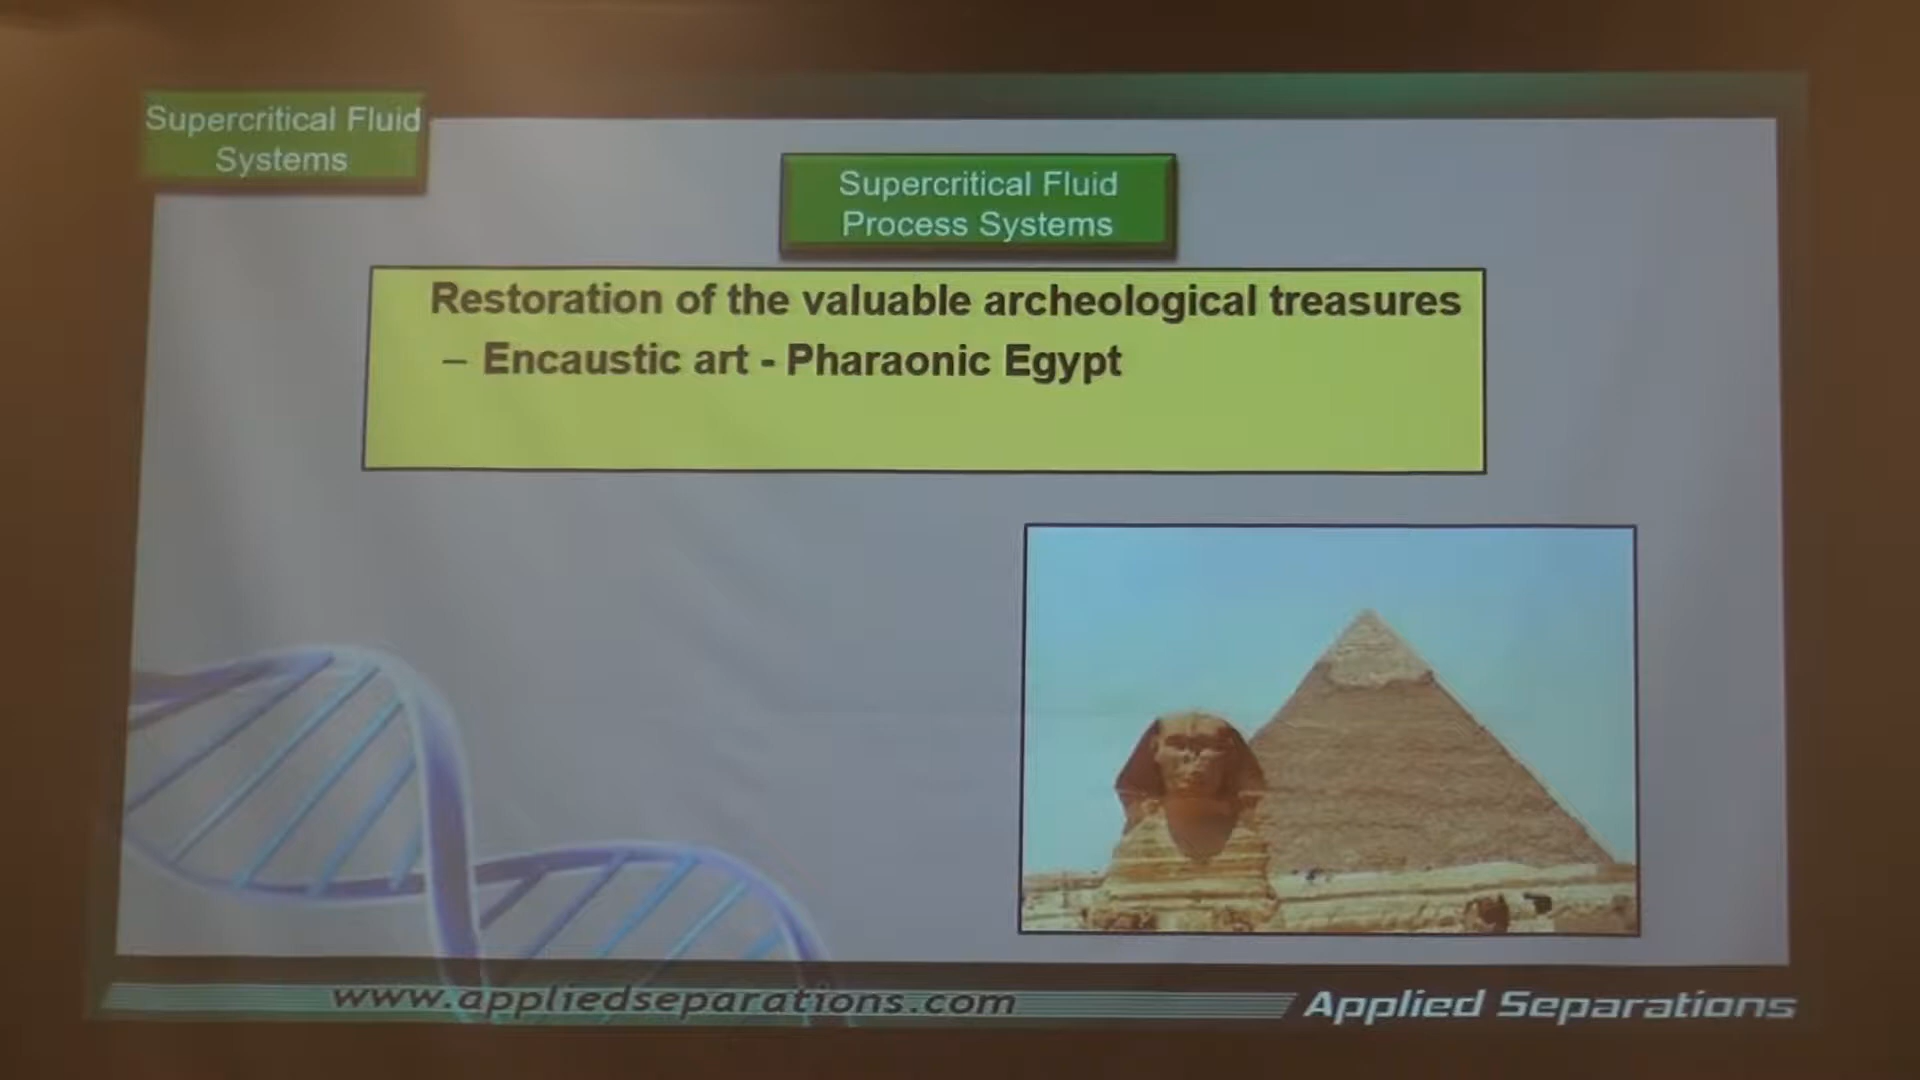 Supercritical Fluid
Systems
Supercritical Fluid
Process Systems
Restoration of the valuable archeological treasures
– Encaustic art - Pharaonic Egypt
www.appliedseparations.com
Applied Separations